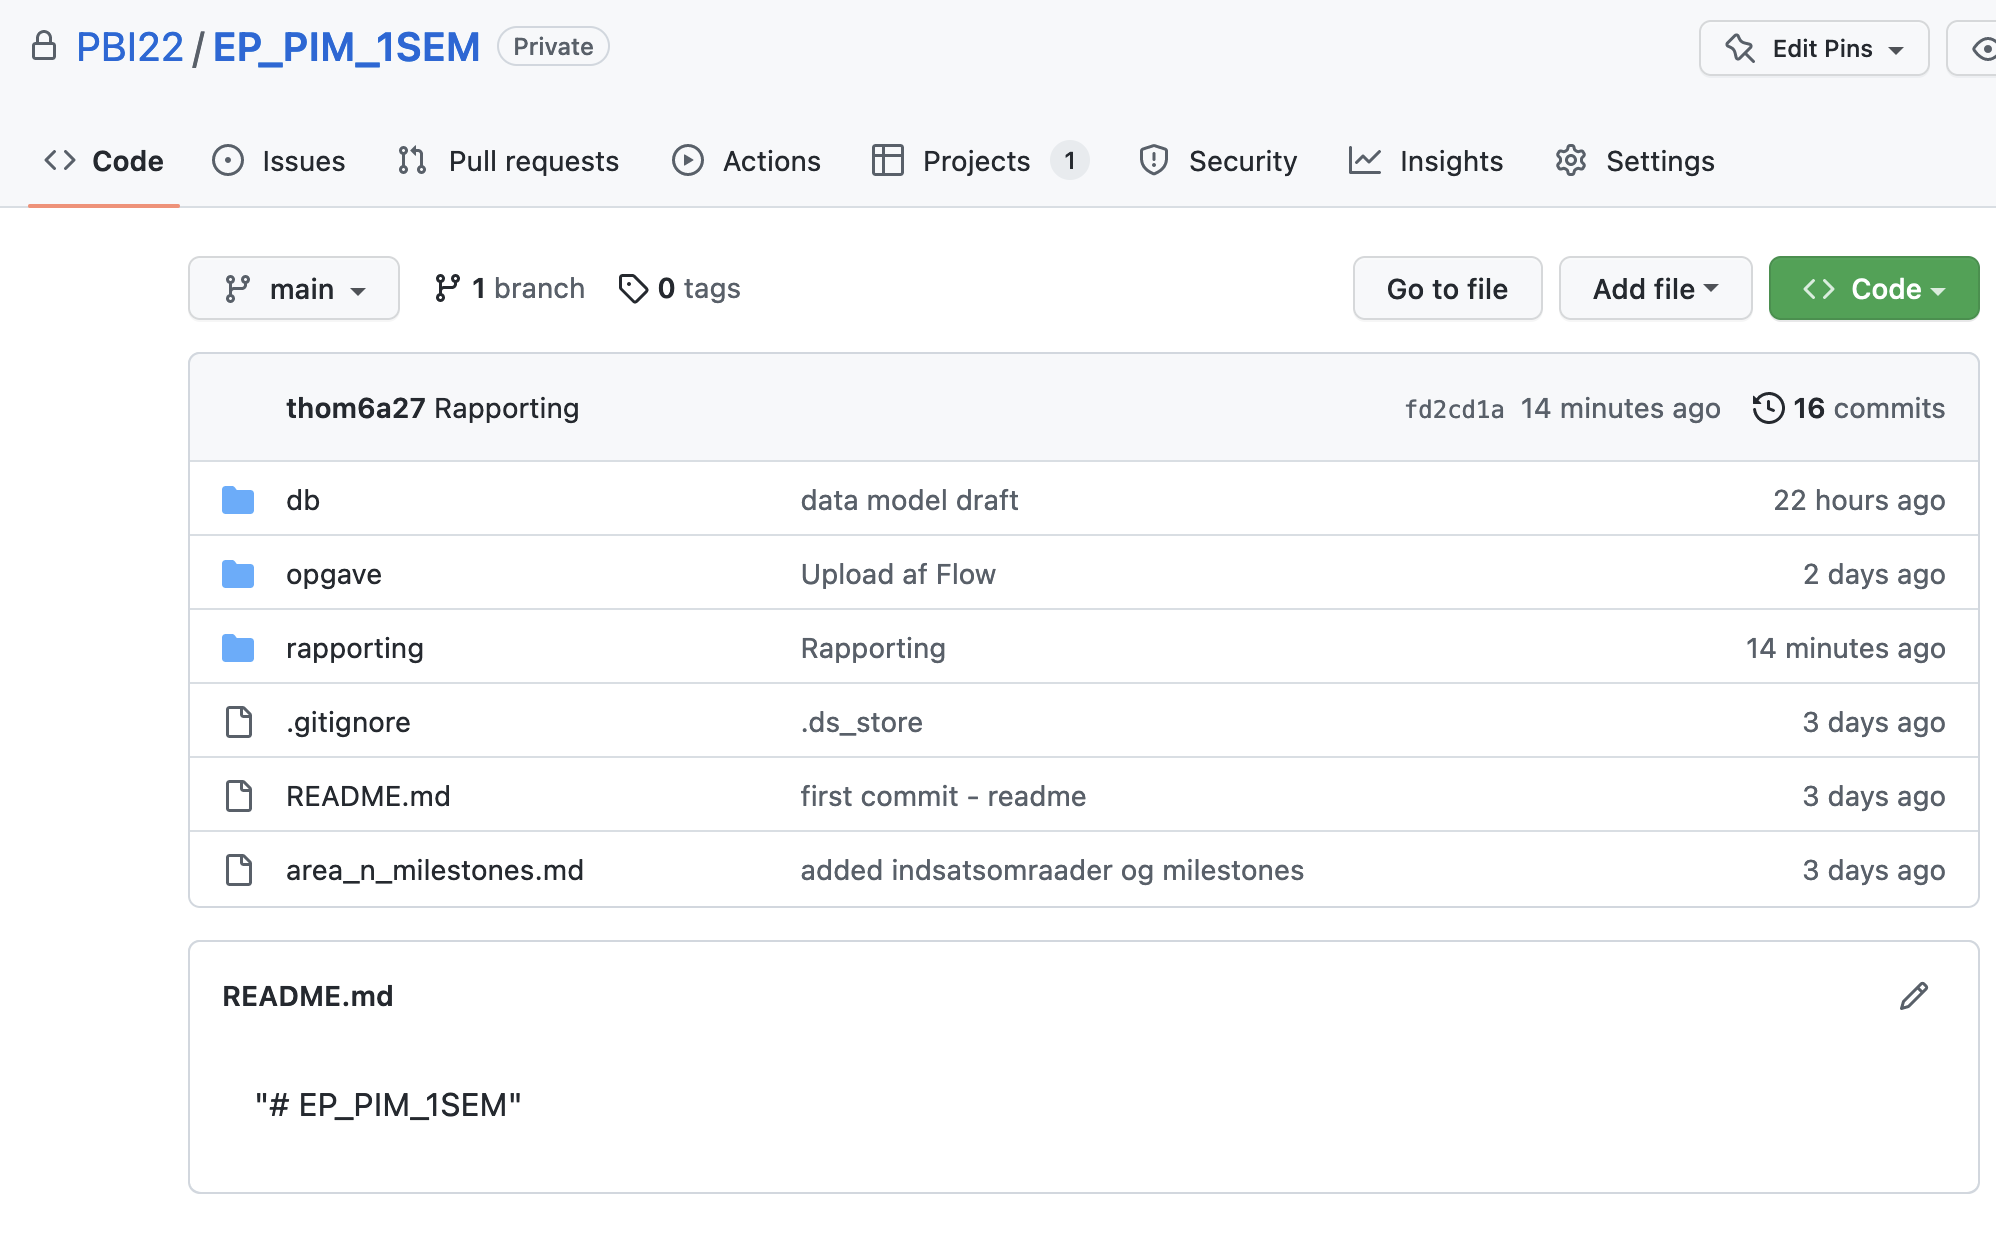 PBI22 / EP_PIM_1SEM Private Edit Pins
Code Issues Pull requests Actions Projects 1 Security Insights Settings
main 1 branch 0 tags Go to file Add file Code
thom6a27 Rapporting fd2cd1a 14 minutes ago 16 commits
db data model draft 22 hours ago
opgave Upload af Flow 2 days ago
rapporting Rapporting 14 minutes ago
.gitignore .ds_store 3 days ago
README.md first commit - readme 3 days ago
area_n_milestones.md added indsatsomraader og milestones 3 days ago
README.md
"# EP_PIM_1SEM"